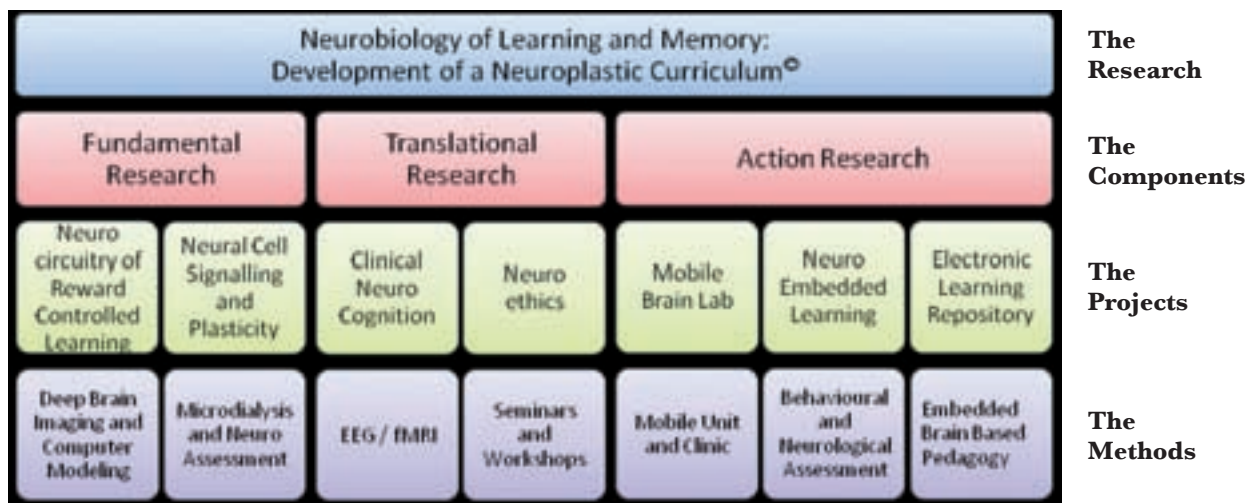 Neurobiology of Learning and Memory:
Development of a Neuroplastic Curriculum©
The
Research
Fundamental
Research
Translational
Research
Action Research
The
Components
Neuro
circuitry of
Reward
Controlled
Learning
Neural Cell
Signalling
and
Plasticity
Clinical
Neuro
Cognition
Neuro
ethics
Mobile
Brain Lab
Neuro
Embedded
Learning
Electronic
Learning
Repository
The
Projects
Deep Brain
Imaging and
Computer
Modeling
Microdialysis
and Neuro
Assessment
EEG / fMRI
Seminars
and
Workshops
Mobile Unit
and Clinic
Behavioural
and
Neurological
Assessment
Embedded
Brain Based
Pedagogy
The
Methods